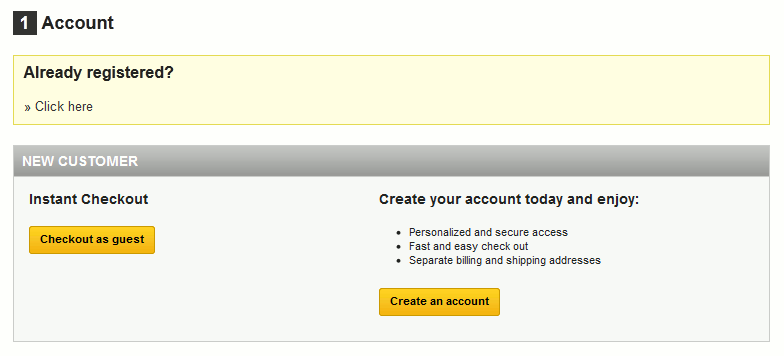 1 Account
Already registered?
» Click here
NEW CUSTOMER
Instant Checkout
Checkout as guest
Create your account today and enjoy:
• Personalized and secure access
• Fast and easy check out
• Separate billing and shipping addresses
Create an account